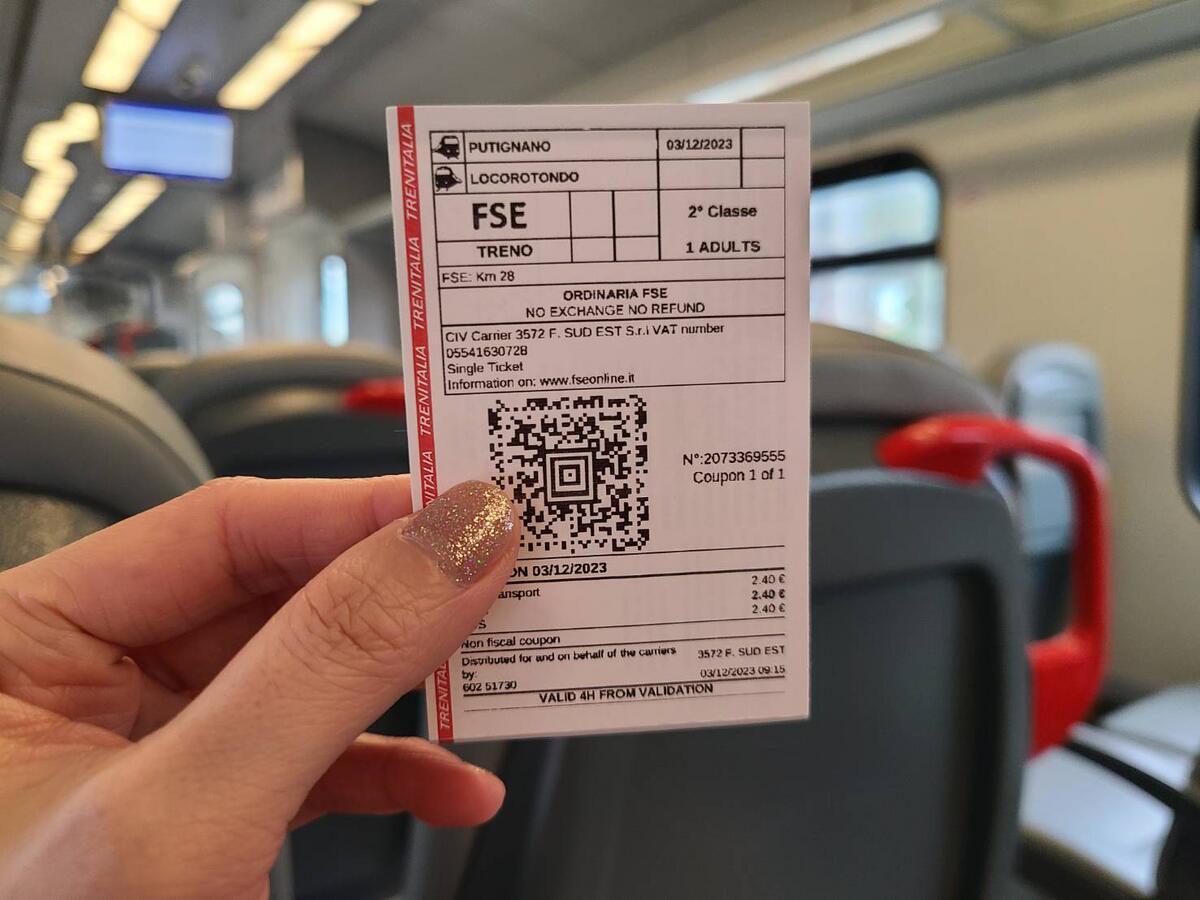 TRENITALIA TRENITALIA TRENITALIA TRENITALIA TRENITALIA
PUTIGNANO 03/12/2023
LOCOROTONDO
FSE 2° Classe
TRENO 1 ADULTS
FSE: Km 28
ORDINARIA FSE
NO EXCHANGE NO REFUND
CIV Carrier 3572 F. SUD EST S.r.l VAT number
05541630728
Single Ticket
Information on: www.fseonline.it
N°:2073369555
Coupon 1 of 1
ON 03/12/2023
2.40 €
ansport 2.40 €
2.40 €
S
Non fiscal coupon
Distributed for and on behalf of the carriers 3572 F. SUD EST
by: 03/12/2023 09:15
602 51730
VALID 4H FROM VALIDATION